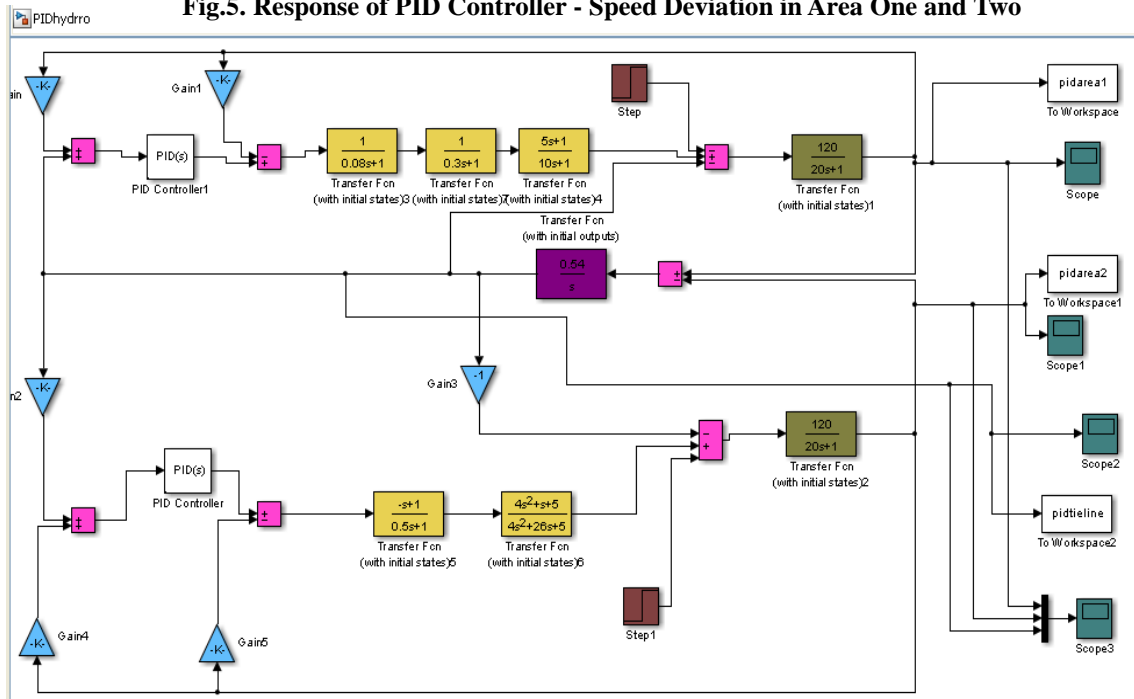 Fig.5. Response of PID Controller - Speed Deviation in Area One and Two
PIDhydrro
-K-
-K-
Gain1
Step
pidarea1
To Workspace
PID(s)
PID Controller1
1
0.08s+1
Transfer Fcn
(with initial states)3
1
0.3s+1
Transfer Fcn
(with initial states)7
5s+1
10s+1
Transfer Fcn
(with initial states)4
120
20s+1
Transfer Fcn
(with initial states)1
Scope
Transfer Fcn
(with initial outputs)
0.54
s
pidarea2
To Workspace1
Scope1
-K-
-1
Gain3
120
20s+1
Transfer Fcn
(with initial states)2
Scope2
PID(s)
PID Controller
-s+1
0.5s+1
Transfer Fcn
(with initial states)5
4s²+s+5
4s²+26s+5
Transfer Fcn
(with initial states)6
pidtieline
To Workspace2
Step1
-K-
Gain4
-K-
Gain5
Scope3